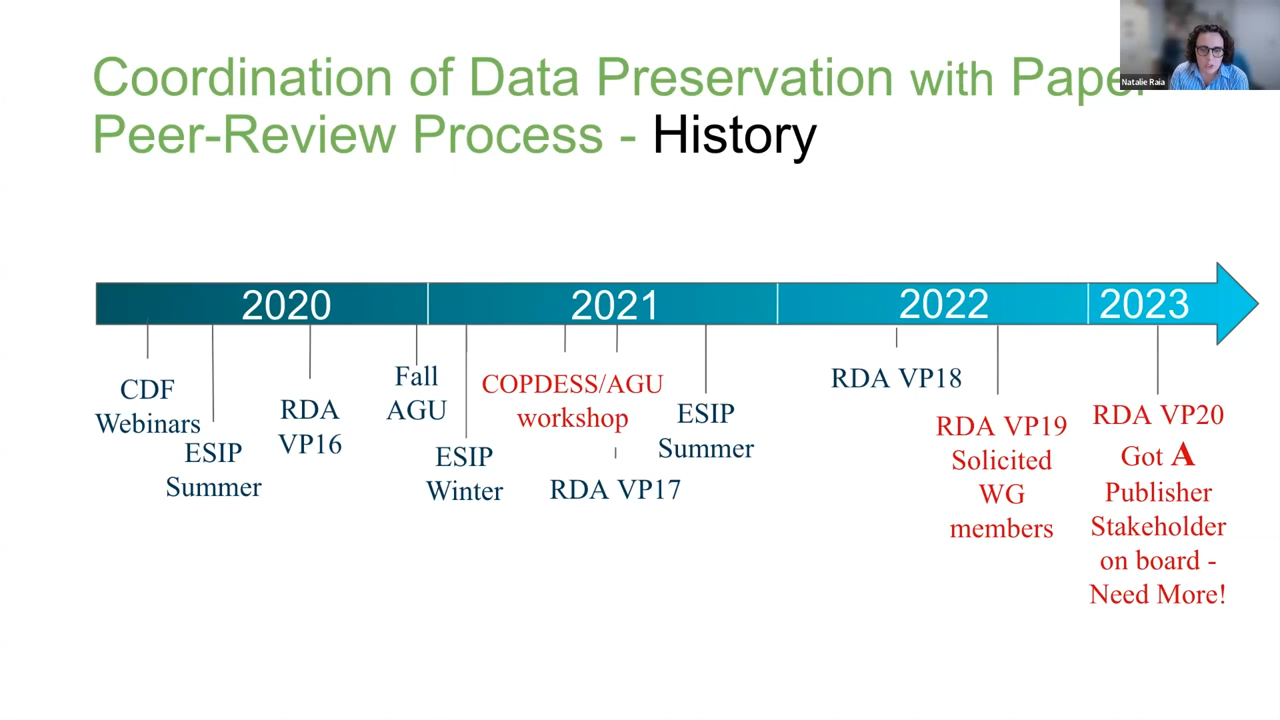 Coordination of Data Preservation with Paper
Peer-Review Process - History
Natalie Raia
2020
2021
2022
2023
CDF
Webinars
ESIP
Summer
RDA
VP16
Fall
AGU
ESIP
Winter
COPDESS/AGU
workshop
RDA VP17
ESIP
Summer
RDA VP18
RDA VP19
Solicited
WG
members
RDA VP20
Got A
Publisher
Stakeholder
on board -
Need More!